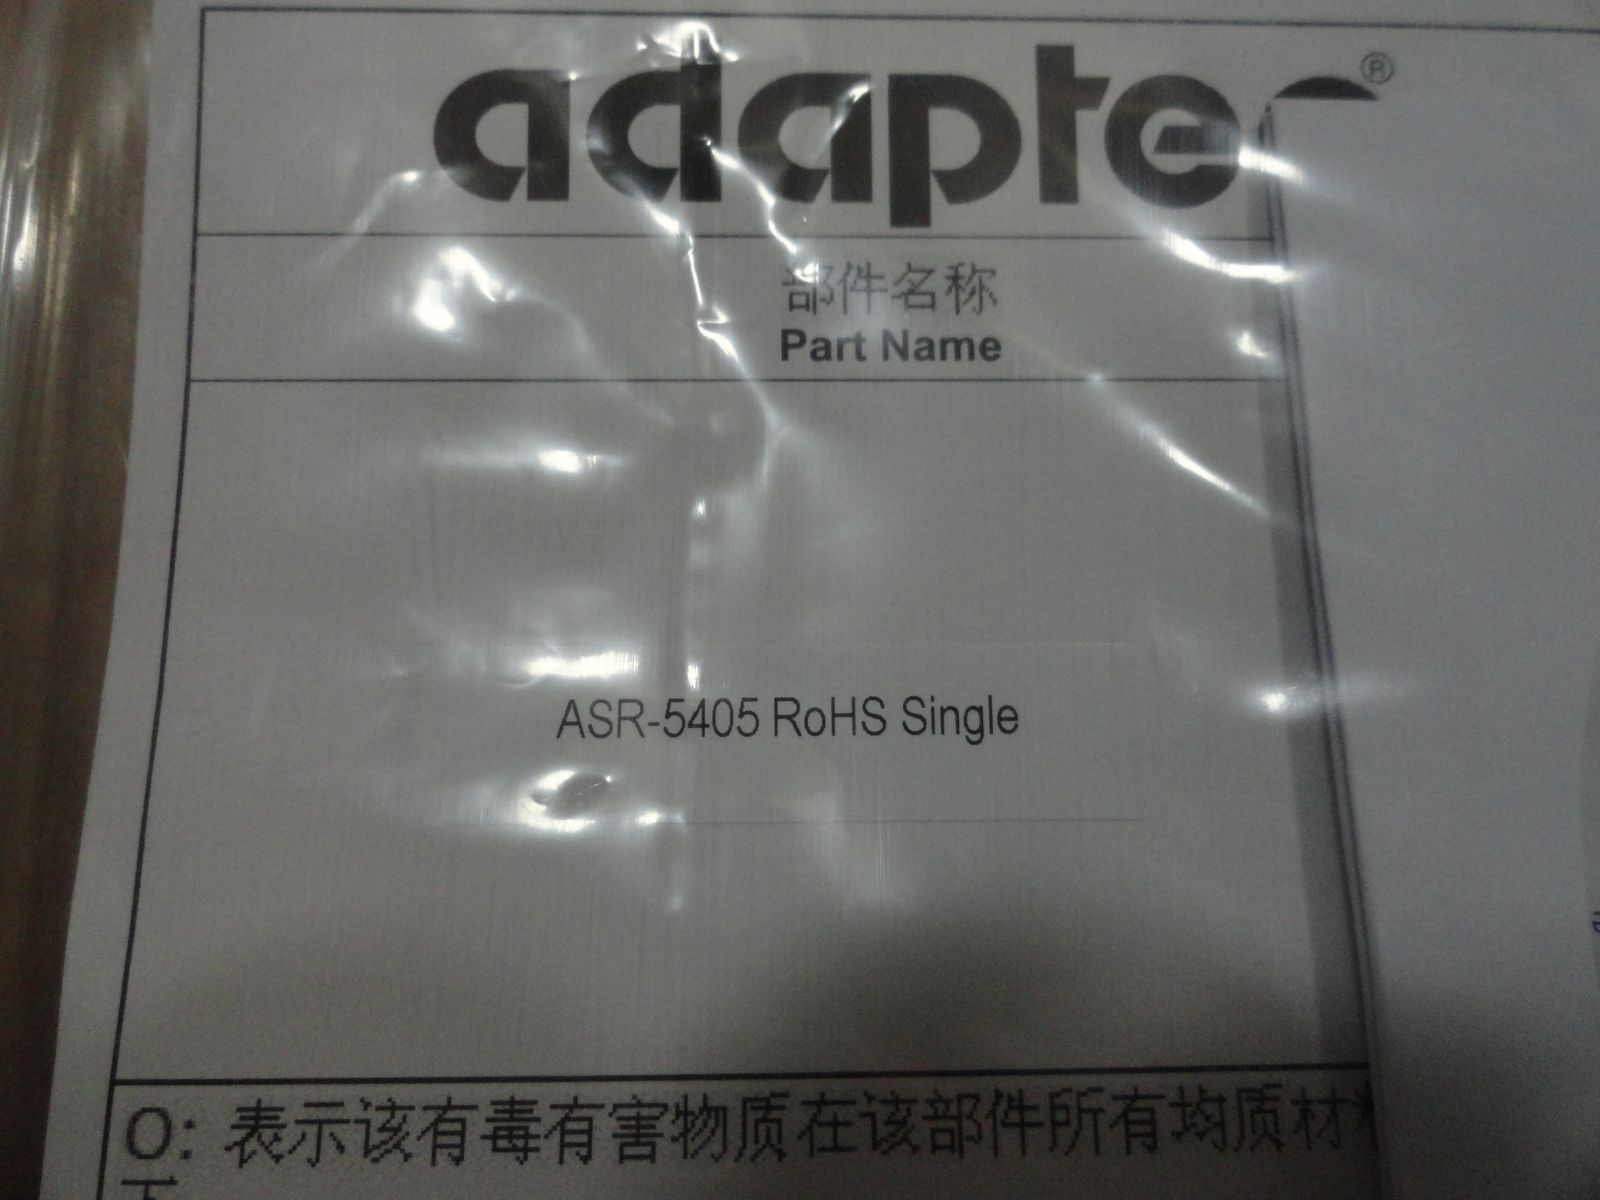 adaptec®
部件名称
Part Name
ASR-5405 RoHS Single
O: 表示该有毒有害物质在该部件所有均质材
下